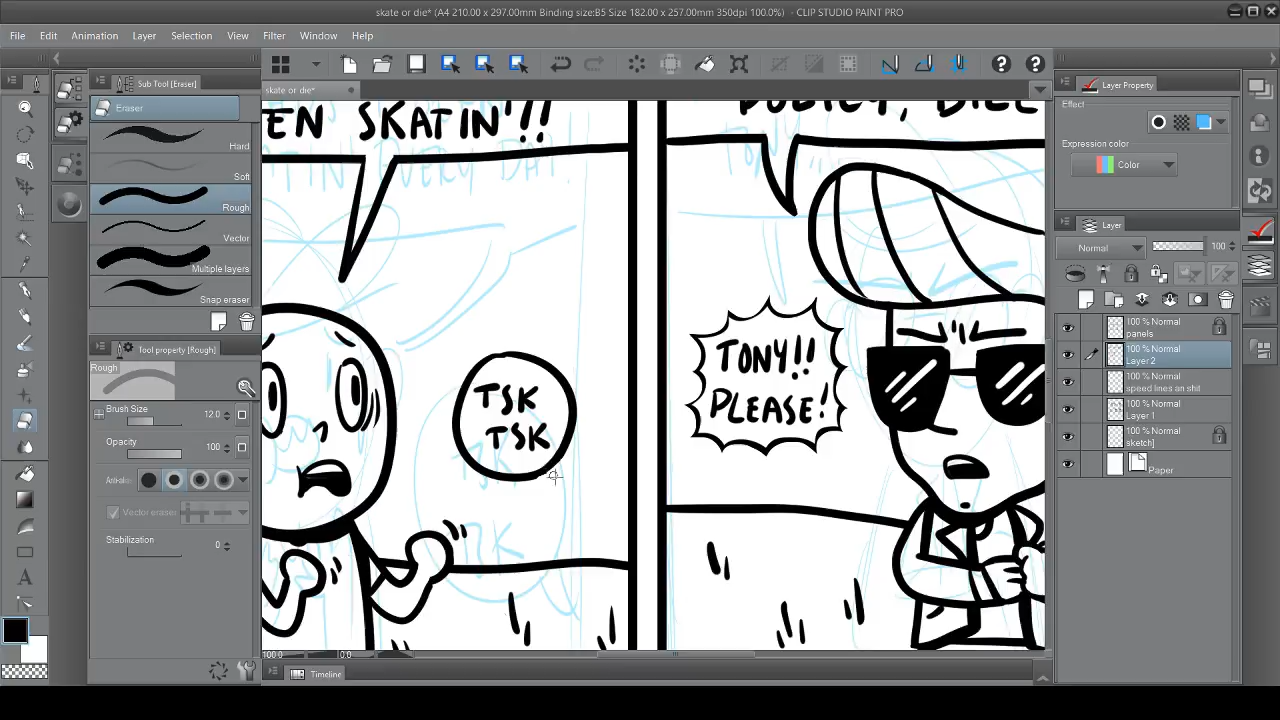 skate or die* (A4 210.00 x 297.00mm Binding size:B5 Size 182.00 x 257.00mm 350dpi 100.0%) - CLIP STUDIO PAINT PRO
File Edit Animation Layer Selection View Filter Window Help
Sub Tool [Eraser]
Eraser
Hard
Soft
Rough
Vector
Multiple layers
Snap eraser
Tool property [Rough]
Rough
Brush Size 12.0
Opacity 100
Vector eraser
Stabilization 0
skate or die*
EN SKATIN'!!
TSK
TSK
TONY!!
PLEASE!
100.0 0.0
Timeline
Layer Property
Effect
Expression color
Color
Layer
Normal 100
100 % Normal
panels
100 % Normal
Layer 2
100 % Normal
speed lines an shit
100 % Normal
Layer 1
100 % Normal
sketch]
Paper